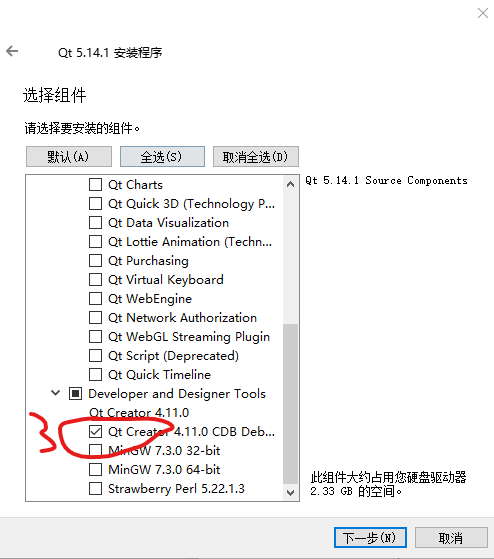 Qt 5.14.1 安装程序
选择组件
请选择要安装的组件。
默认(A)
全选(S)
取消全选(D)
Qt Charts
Qt Quick 3D (Technology P...
Qt Data Visualization
Qt Lottie Animation (Techn...
Qt Purchasing
Qt Virtual Keyboard
Qt WebEngine
Qt Network Authorization
Qt WebGL Streaming Plugin
Qt Script (Deprecated)
Qt Quick Timeline
Developer and Designer Tools
Qt Creator 4.11.0
3
Qt Creator 4.11.0 CDB Deb...
MinGW 7.3.0 32-bit
MinGW 7.3.0 64-bit
Strawberry Perl 5.22.1.3
Qt 5.14.1 Source Components
此组件大约占用您硬盘驱动器
2.33 GB 的空间。
下一步(N)
取消